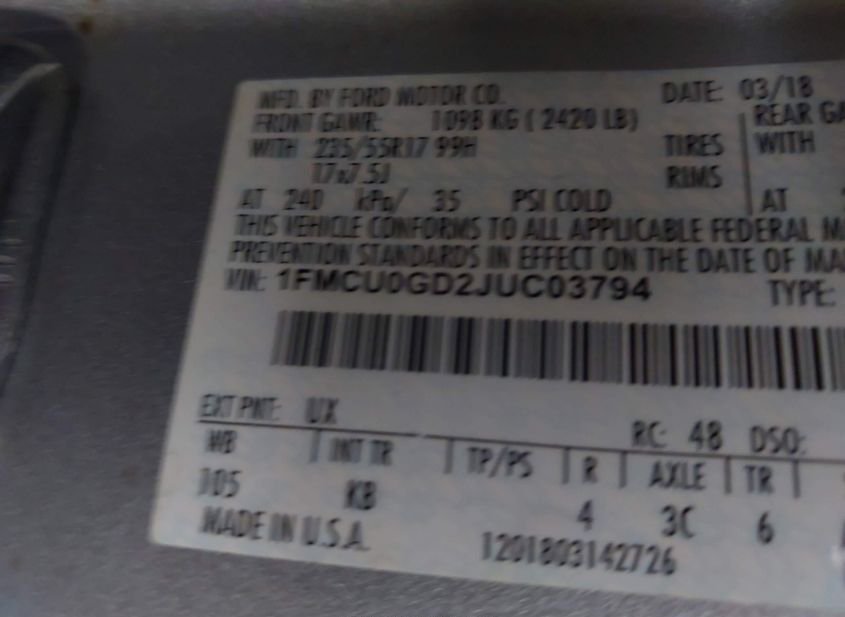 MFD. BY FORD MOTOR CO. DATE: 03/18
FRONT GAWR: 1098 KG ( 2420 LB) REAR GA
WITH 235/55R17 99H TIRES WITH
17x7.5J RIMS
AT 240 kPa/ 35 PSI COLD AT
THIS VEHICLE CONFORMS TO ALL APPLICABLE FEDERAL M
PREVENTION STANDARDS IN EFFECT ON THE DATE OF MA
VIN: 1FMCU0GD2JUC03794 TYPE:
EXT PNT: UX RC: 48 DSO:
WB INT TR TP/PS R AXLE TR
105 KB 4 3C 6
MADE IN U.S.A. 1201803142726